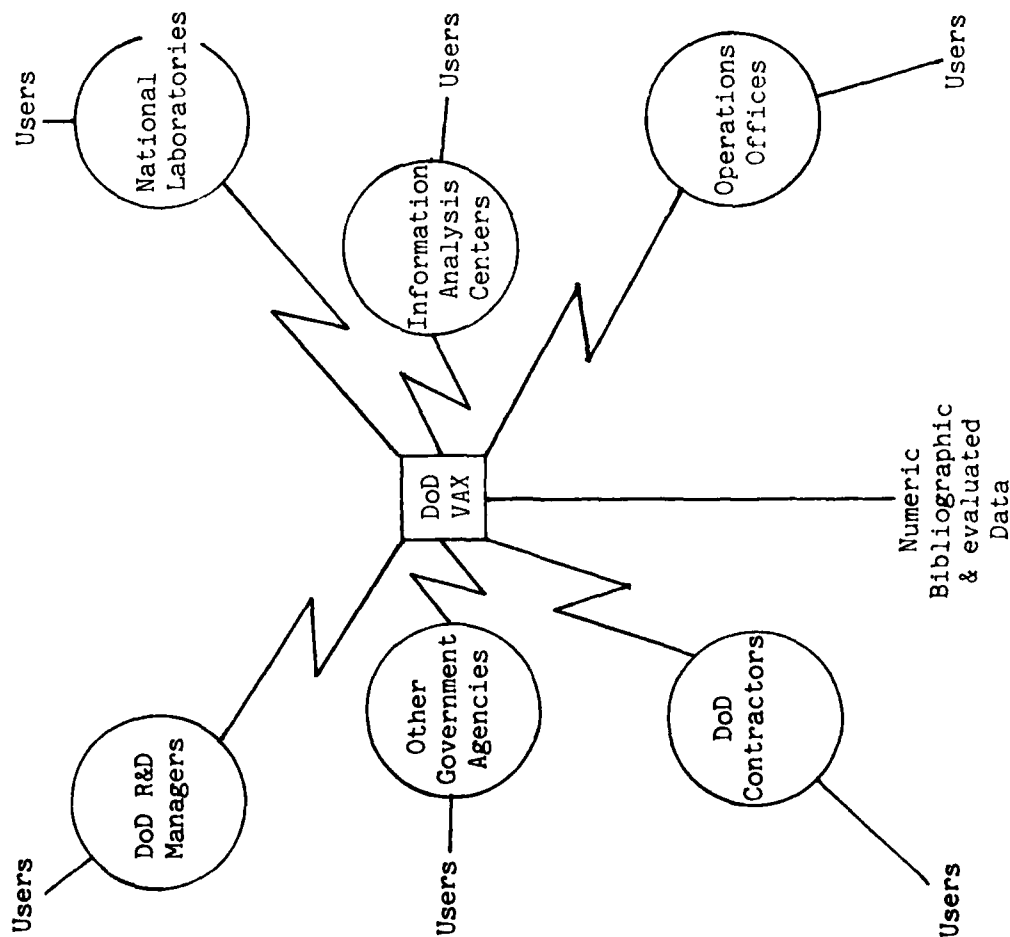 Users
Users
DoD R&D
Managers
National
Laboratories
Users
Other
Government
Agencies
DoD
VAX
Information
Analysis
Centers
Users
DoD
Contractors
Operations
Offices
Users
Numeric
Bibliographic
& evaluated
Data
Users